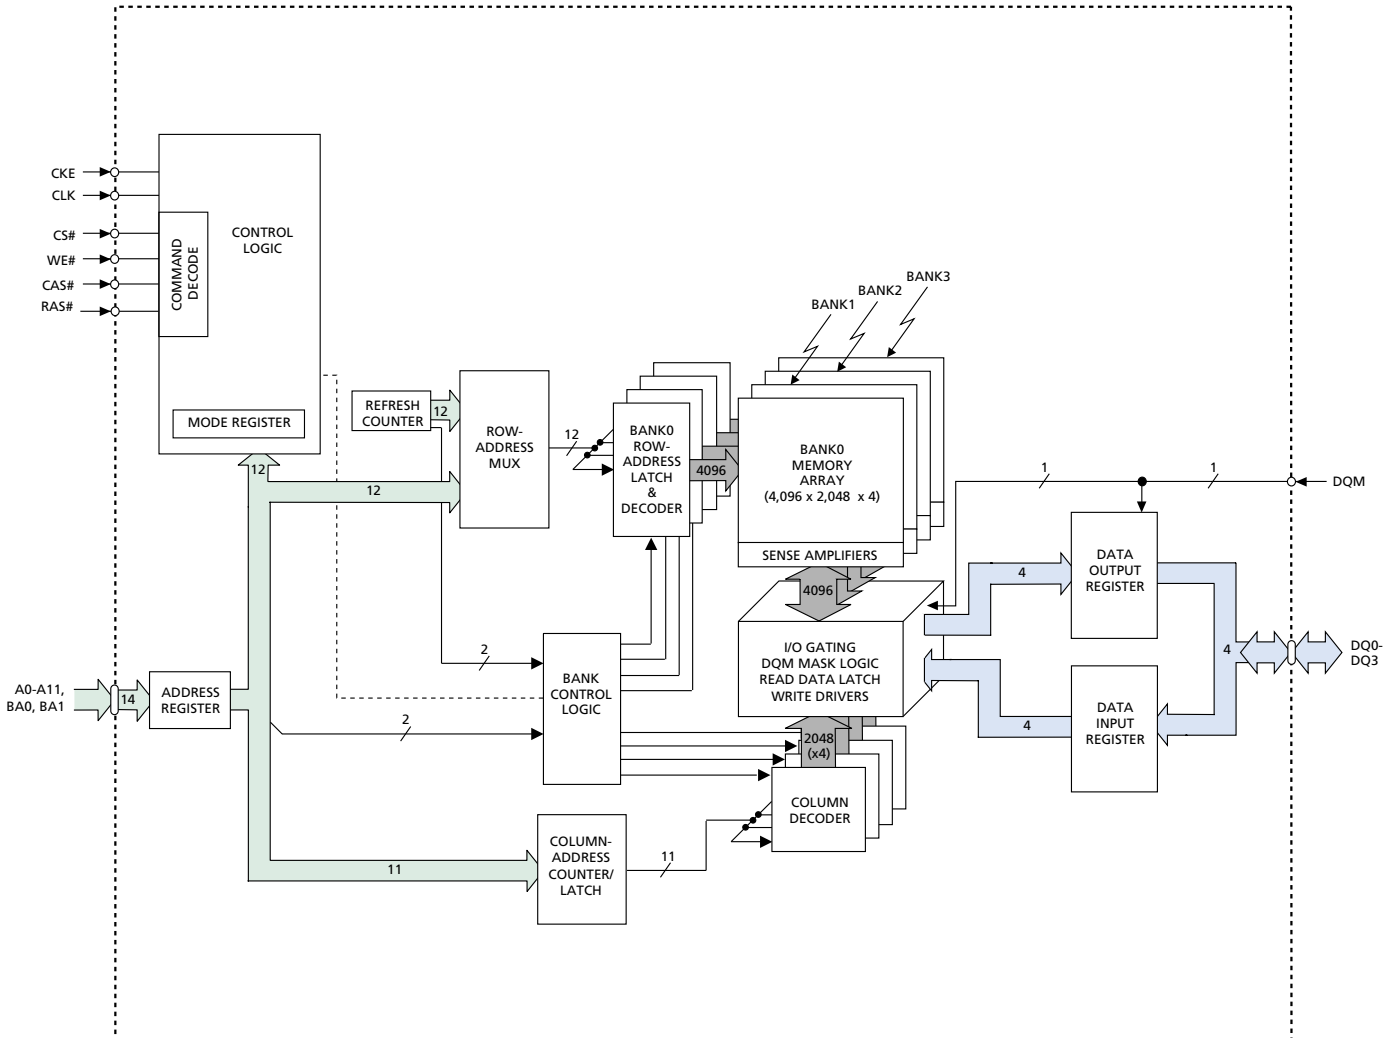 CKE
CLK
CS#
WE#
CAS#
RAS#
CONTROL
LOGIC
COMMAND
DECODE
MODE REGISTER
12
REFRESH
COUNTER
12
12
ROW-
ADDRESS
MUX
12
BANK0
ROW-
ADDRESS
LATCH
&
DECODER
4096
BANK1
BANK2
BANK3
BANK0
MEMORY
ARRAY
(4,096 x 2,048 x 4)
SENSE AMPLIFIERS
4096
I/O GATING
DQM MASK LOGIC
READ DATA LATCH
WRITE DRIVERS
2048
(x4)
COLUMN
DECODER
1
1
DQM
DATA
OUTPUT
REGISTER
4
4
DQ0-
DQ3
DATA
INPUT
REGISTER
4
A0-A11,
BA0, BA1
14
ADDRESS
REGISTER
2
2
BANK
CONTROL
LOGIC
11
COLUMN-
ADDRESS
COUNTER/
LATCH
11